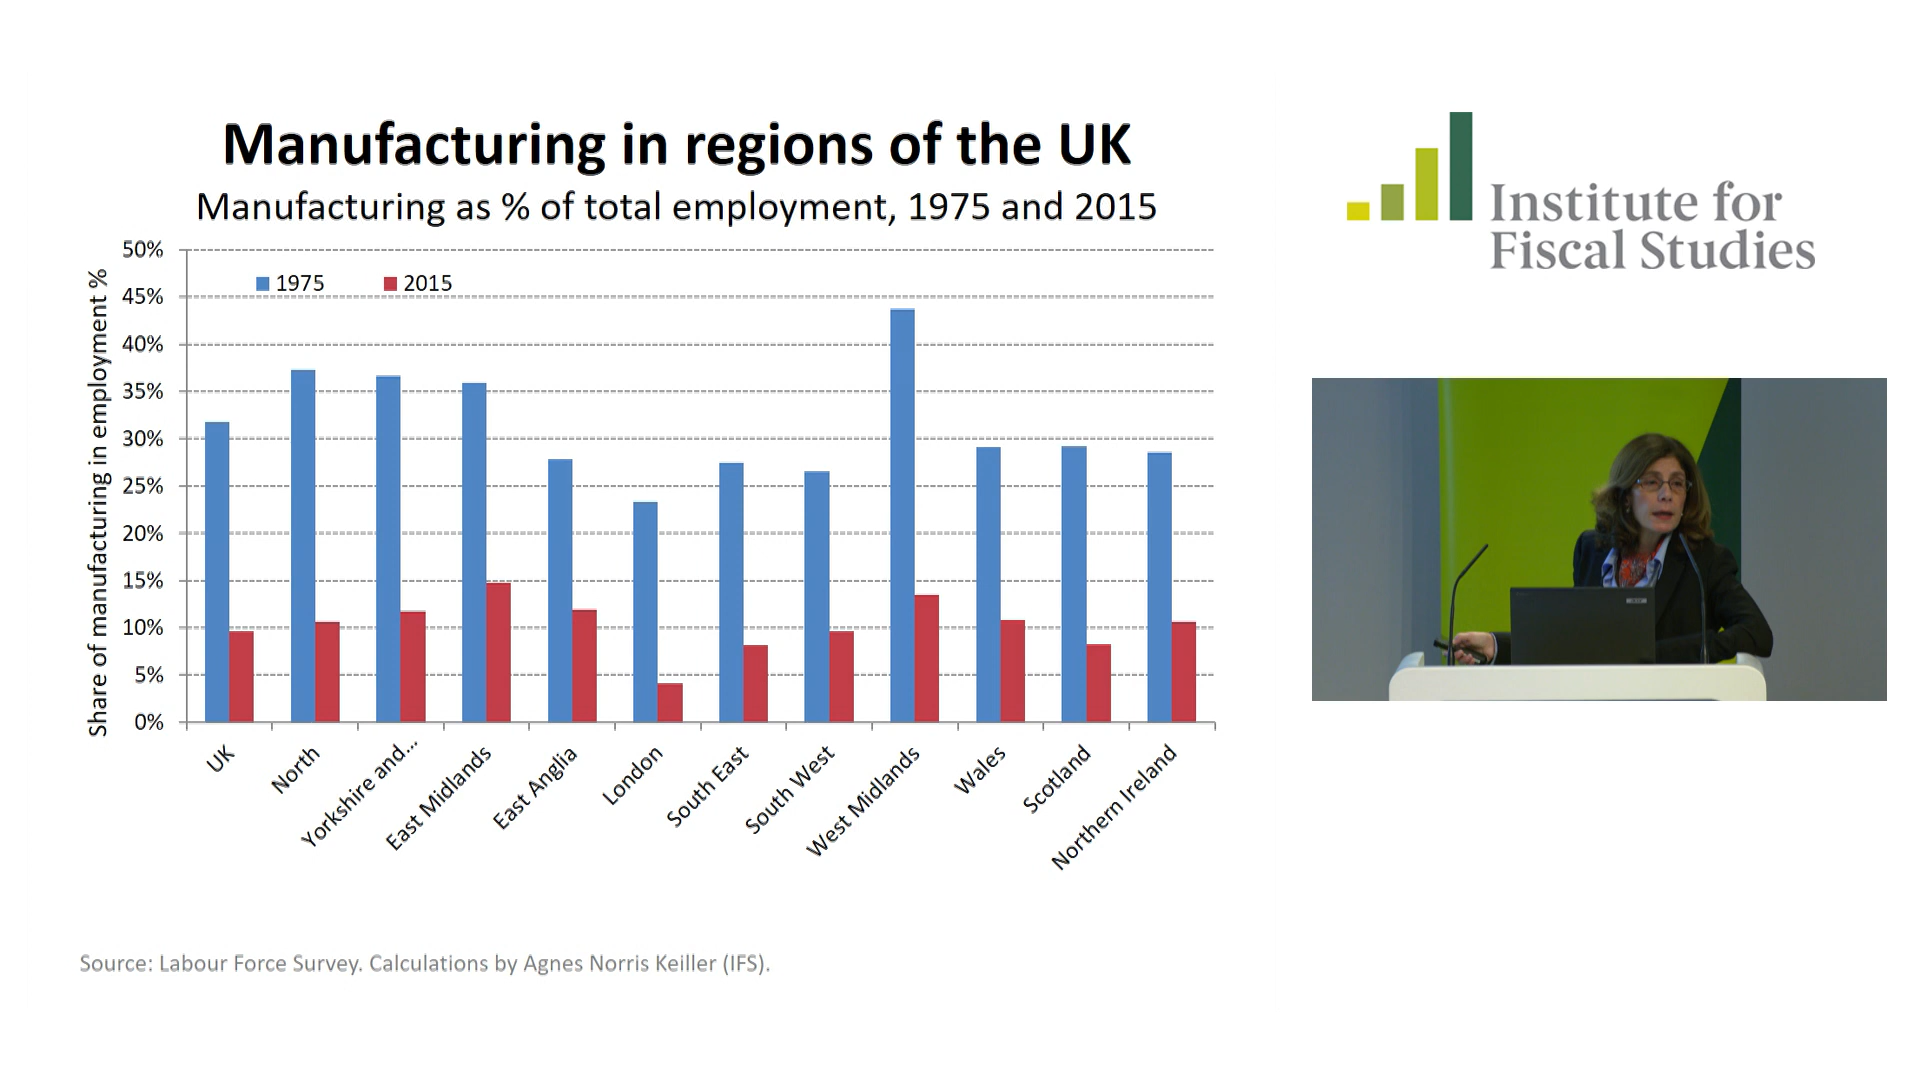 Manufacturing in regions of the UK
Manufacturing as % of total employment, 1975 and 2015
Share of manufacturing in employment %
50%
45%
40%
35%
30%
25%
20%
15%
10%
5%
0%
1975
2015
UK
North
Yorkshire and...
East Midlands
East Anglia
London
South East
South West
West Midlands
Wales
Scotland
Northern Ireland
Source: Labour Force Survey. Calculations by Agnes Norris Keiller (IFS).
Institute for
Fiscal Studies